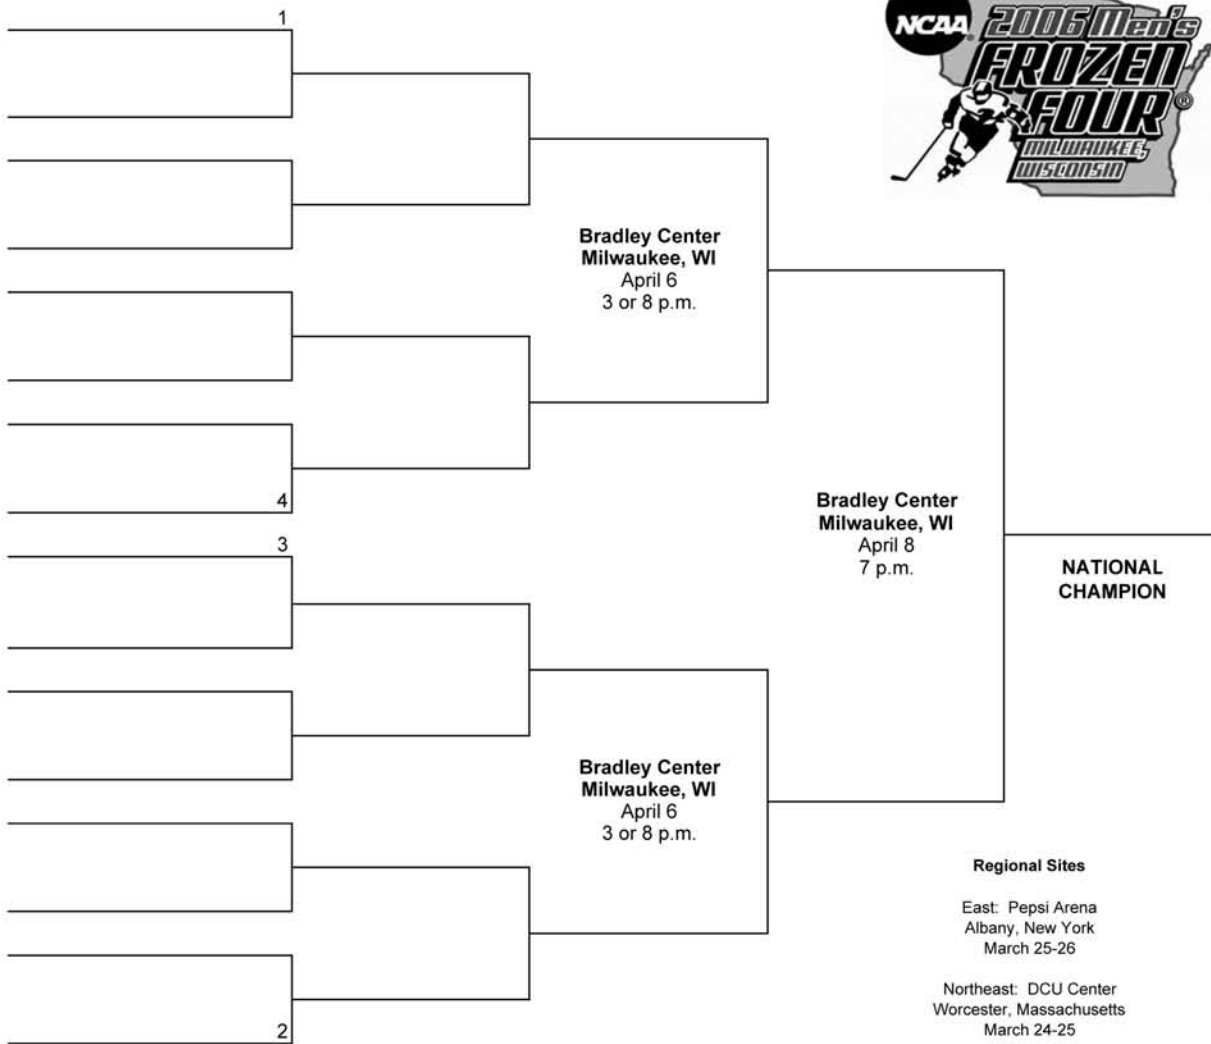 1
NCAA
2006 Men's
FROZEN
FOUR®
MILWAUKEE,
WISCONSIN
Bradley Center
Milwaukee, WI
April 6
3 or 8 p.m.
4
3
Bradley Center
Milwaukee, WI
April 8
7 p.m.
NATIONAL
CHAMPION
Bradley Center
Milwaukee, WI
April 6
3 or 8 p.m.
2
Regional Sites
East: Pepsi Arena
Albany, New York
March 25-26
Northeast: DCU Center
Worcester, Massachusetts
March 24-25